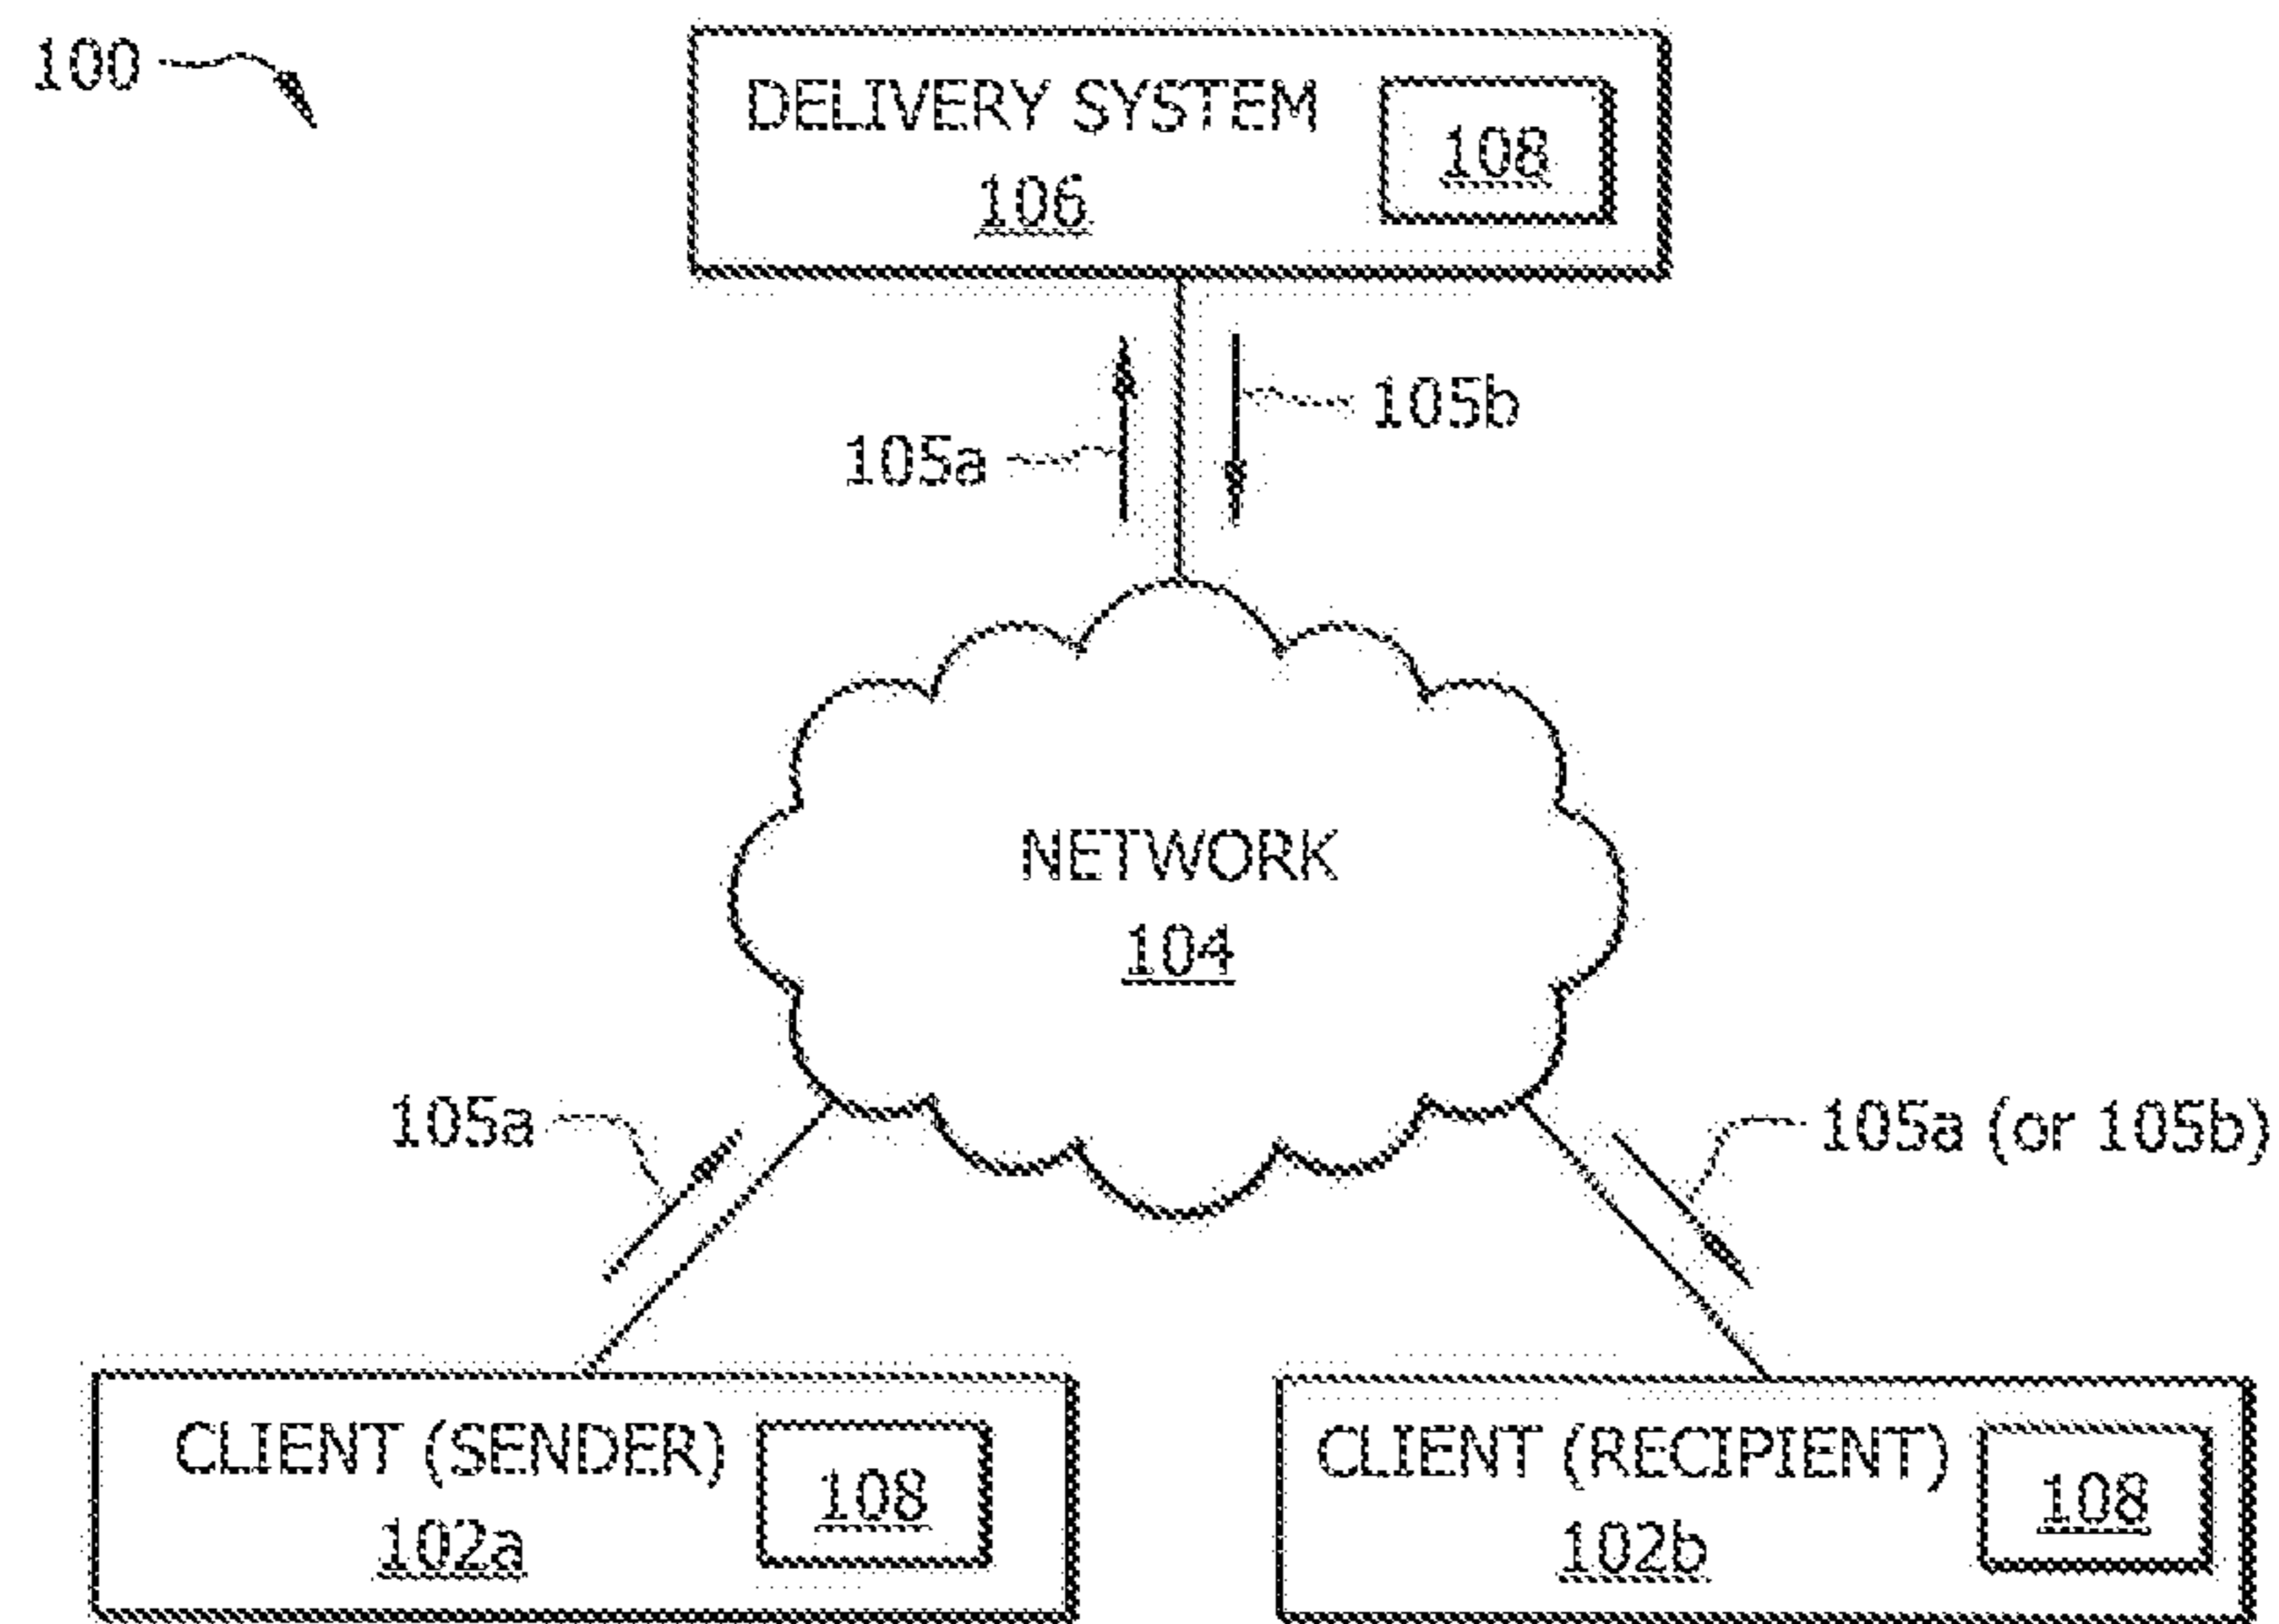 100
DELIVERY SYSTEM
106
108
105a
105b
NETWORK
104
105a
105a (or 105b)
CLIENT (SENDER)
102a
108
CLIENT (RECIPIENT)
102b
108